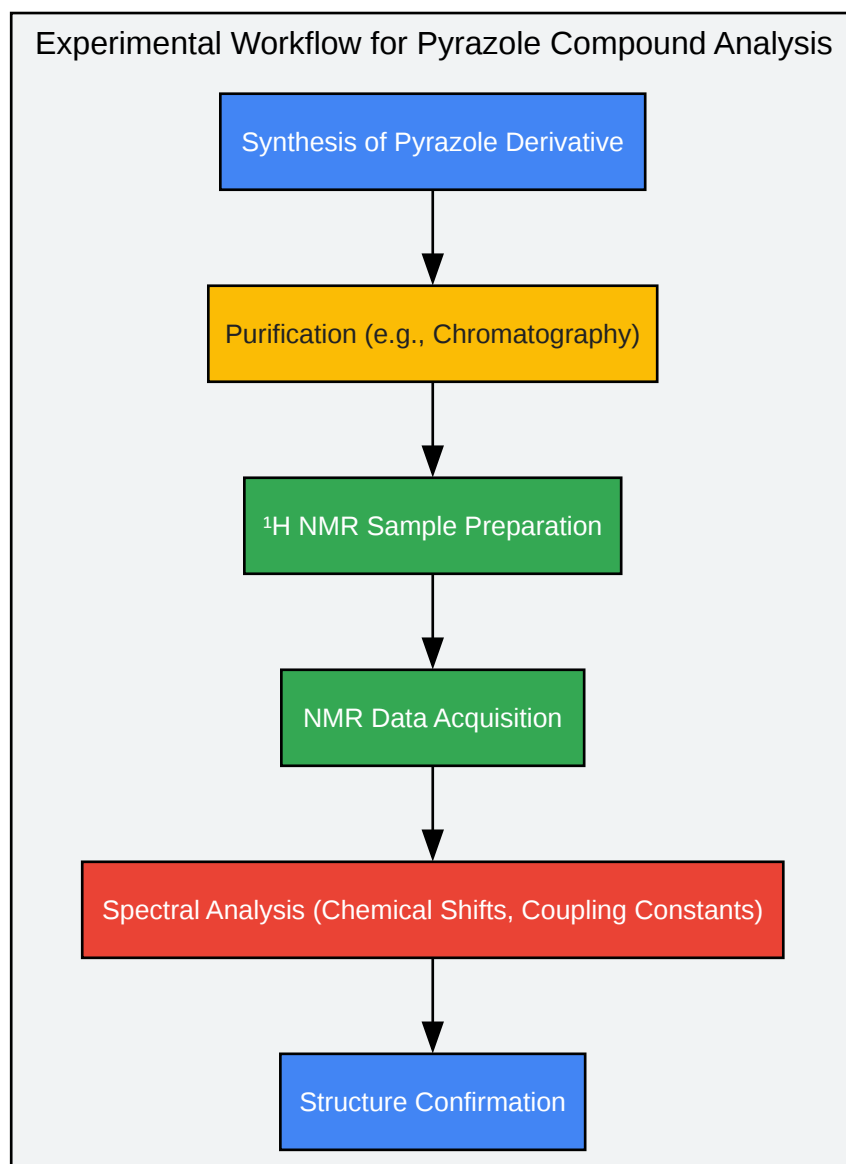 Experimental Workflow for Pyrazole Compound Analysis
Synthesis of Pyrazole Derivative
Purification (e.g., Chromatography)
¹H NMR Sample Preparation
NMR Data Acquisition
Spectral Analysis (Chemical Shifts, Coupling Constants)
Structure Confirmation